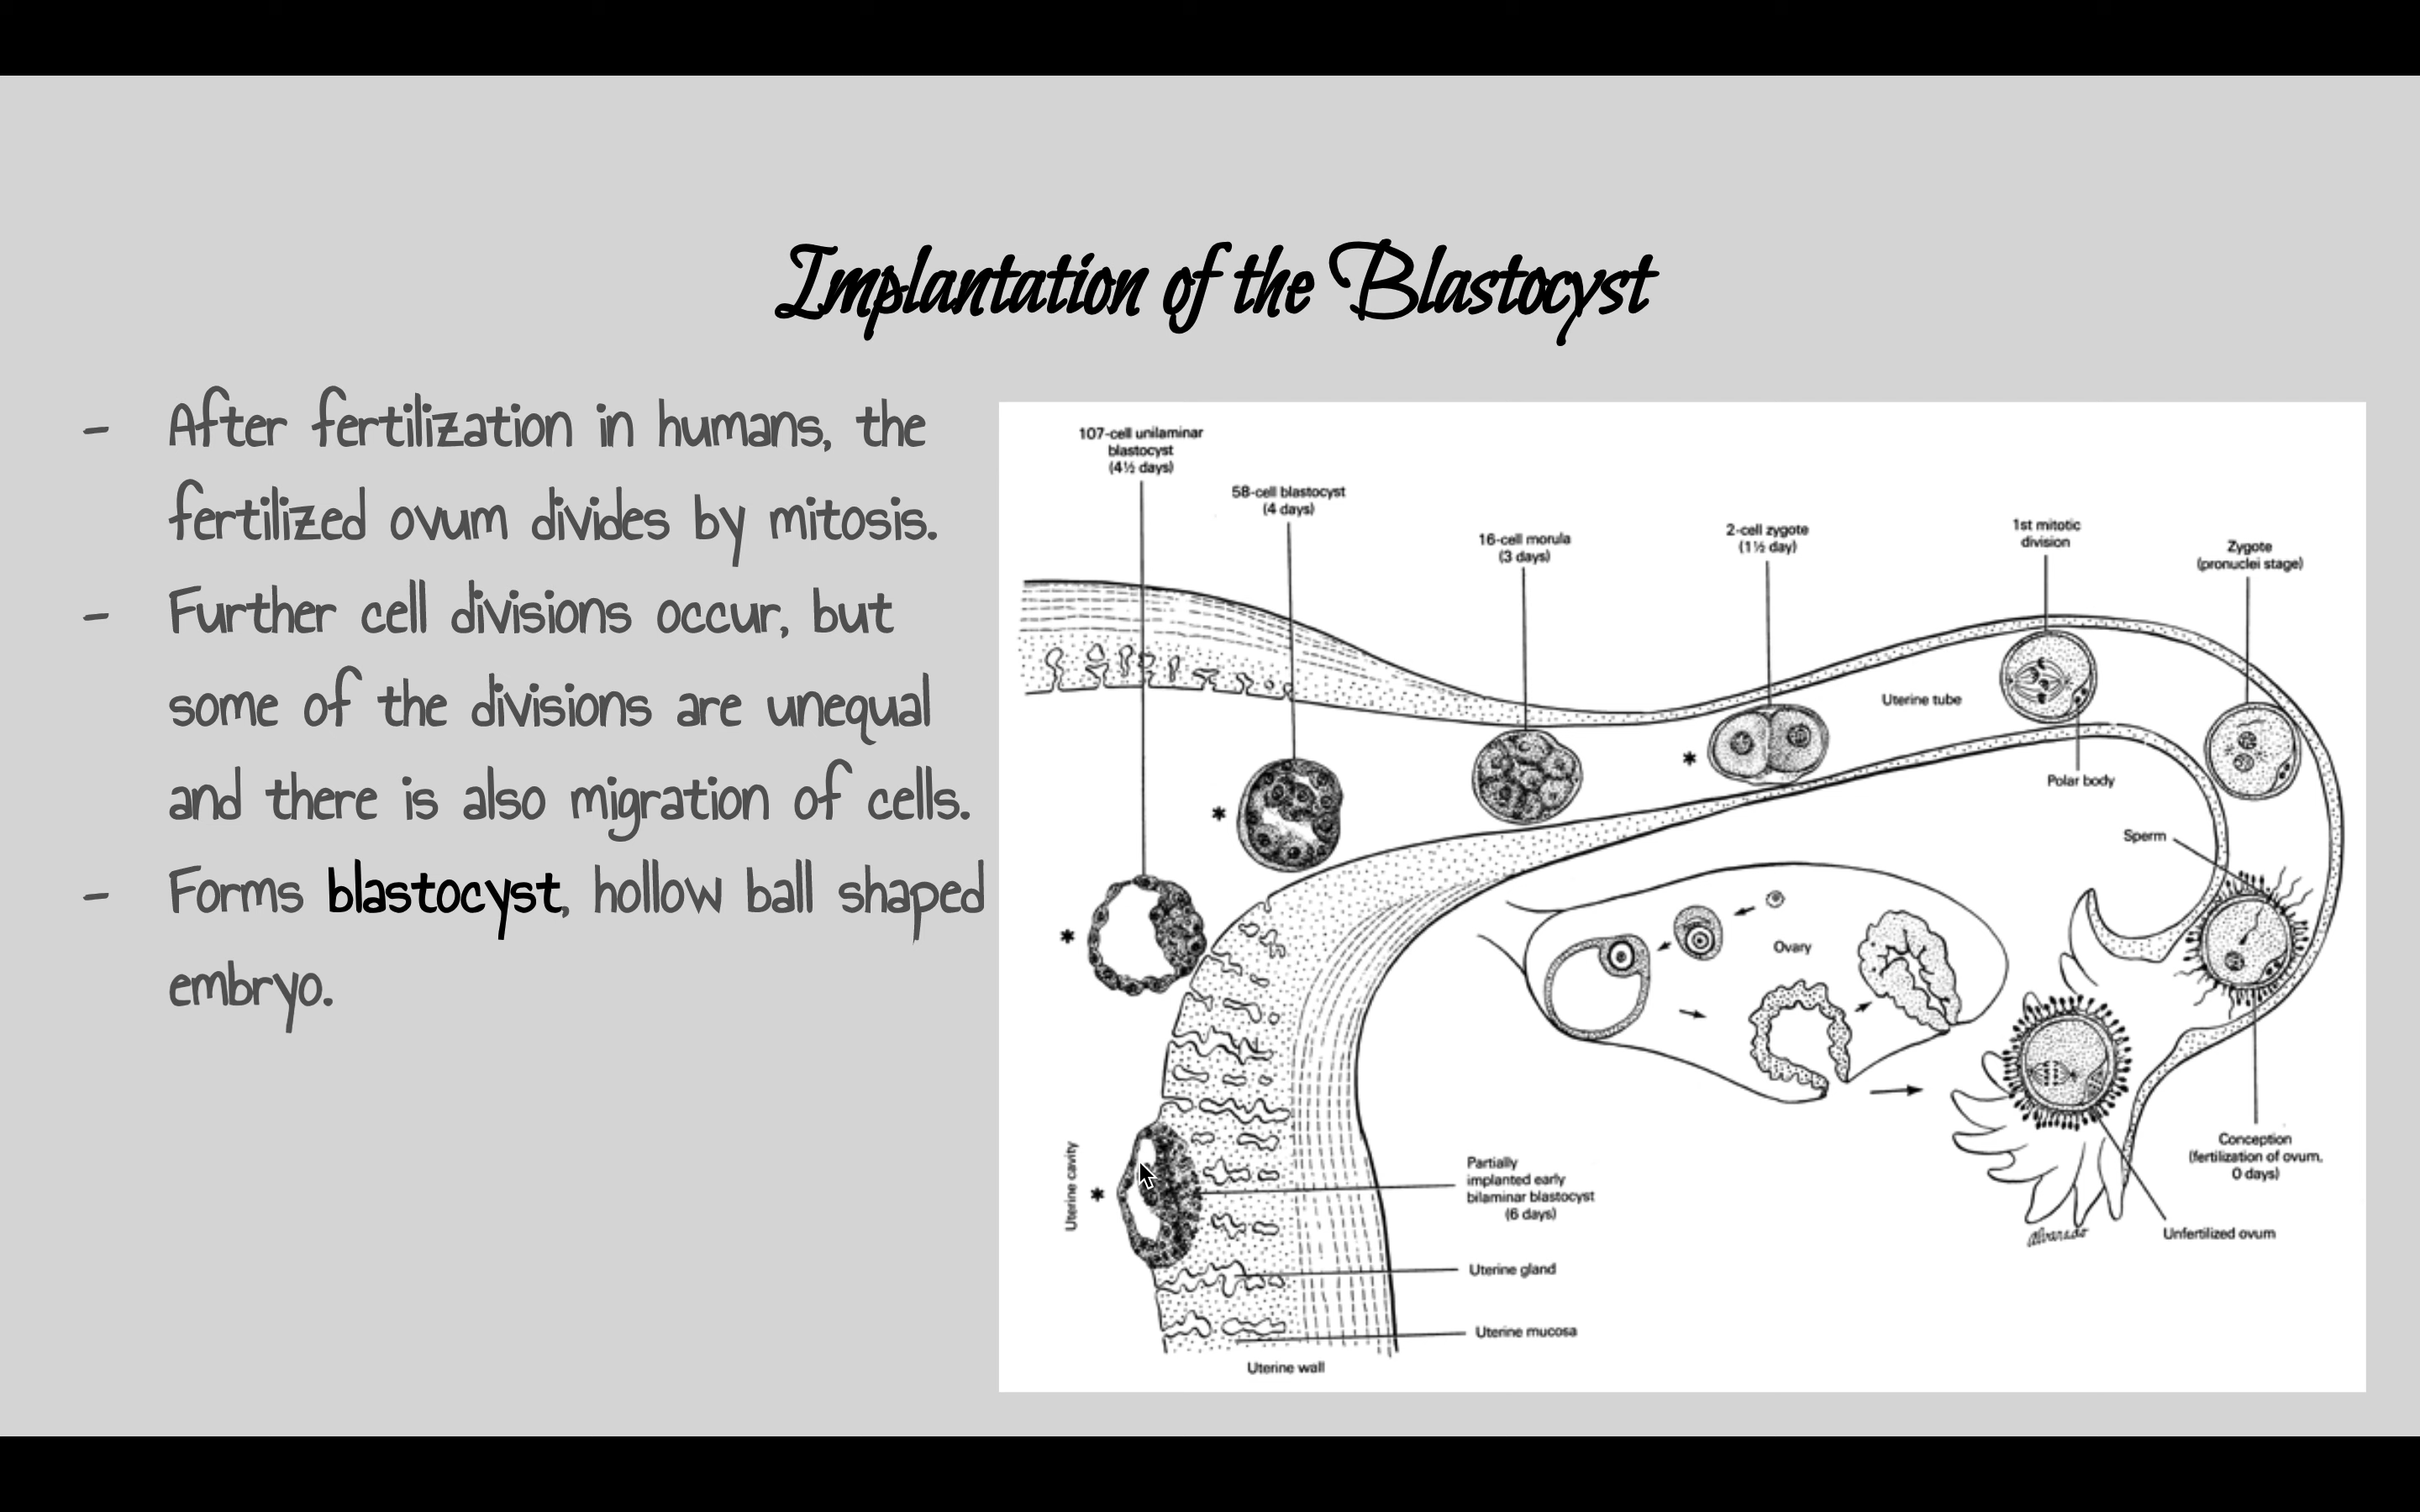 Implantation of the Blastocyst
- After fertilization in humans, the
fertilized ovum divides by mitosis.
- Further cell divisions occur, but
some of the divisions are unequal
and there is also migration of cells.
- Forms blastocyst, hollow ball shaped
embryo.
107-cell unilaminar
blastocyst
(4½ days)
58-cell blastocyst
(4 days)
16-cell morula
(3 days)
2-cell zygote
(1½ day)
1st mitotic
division
Zygote
(pronuclei stage)
Uterine tube
*
Polar body
*
Sperm
*
Ovary
Conception
(fertilization of ovum,
0 days)
Uterine cavity
*
Partially
implanted early
bilaminar blastocyst
(6 days)
Unfertilized ovum
Alvarado
Uterine gland
Uterine mucosa
Uterine wall